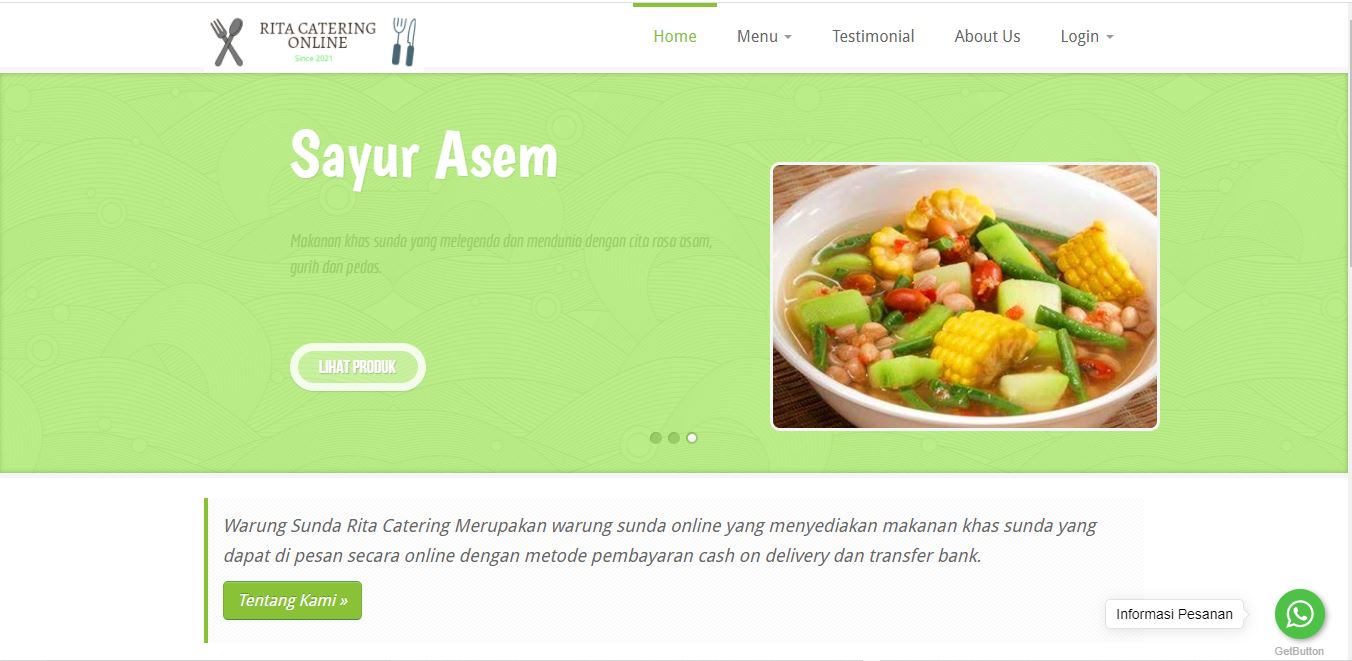 RITA CATERING
ONLINE
Since 2021
Home Menu Testimonial About Us Login
Sayur Asem
Makanan khas sunda yang melegenda dan mendunia dengan cita rasa asam,
gurih dan pedas.
LIHAT PRODUK
Warung Sunda Rita Catering Merupakan warung sunda online yang menyediakan makanan khas sunda yang
dapat di pesan secara online dengan metode pembayaran cash on delivery dan transfer bank.
Tentang Kami »
Informasi Pesanan
GetButton